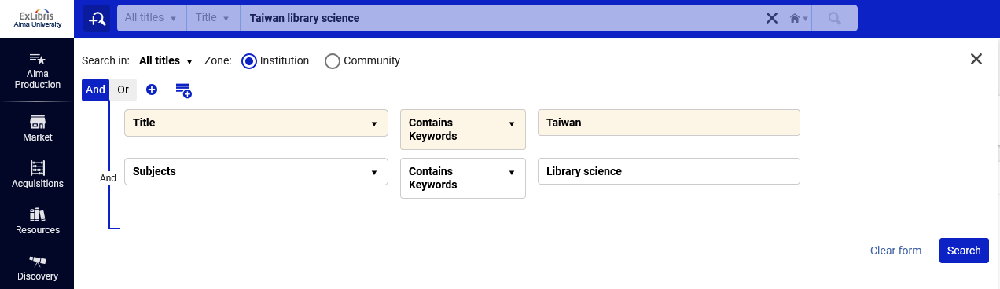 ExLibris
Alma University
All titles
Title
Taiwan library science
Search in:
All titles
Zone:
Institution
Community
Alma
Production
And
Or
Title
Contains
Keywords
Taiwan
Market
Subjects
Contains
Keywords
Library science
And
Acquisitions
Resources
Clear form
Search
Discovery